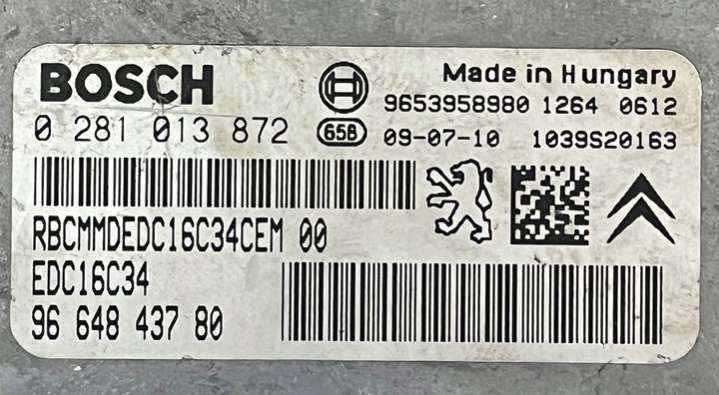 BOSCH
Made in Hungary
9653958980 1264 0612
0 281 013 872
65B
09-07-10 1039S20163
RBCMMDEDC16C34CEM 00
EDC16C34
96 648 437 80